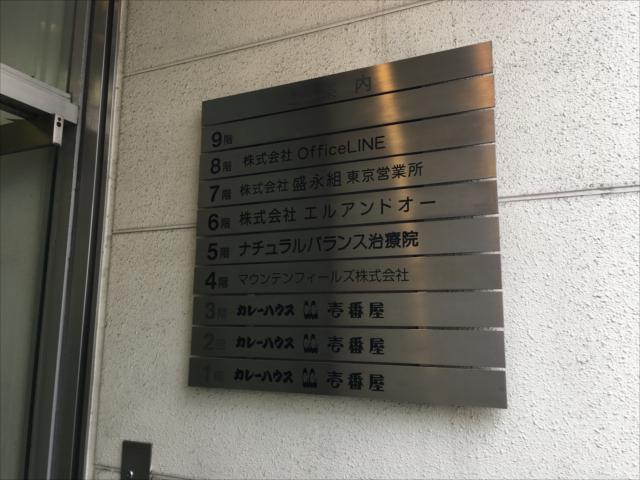 内
9階
8階 株式会社 OfficeLINE
7階 株式会社 盛永組 東京営業所
6階 株式会社 エルアンドオー
5階 ナチュラルバランス治療院
4階 マウンテンフィールズ株式会社
3階 カレーハウス CoCo 壱番屋
2階 カレーハウス CoCo 壱番屋
1階 カレーハウス CoCo 壱番屋